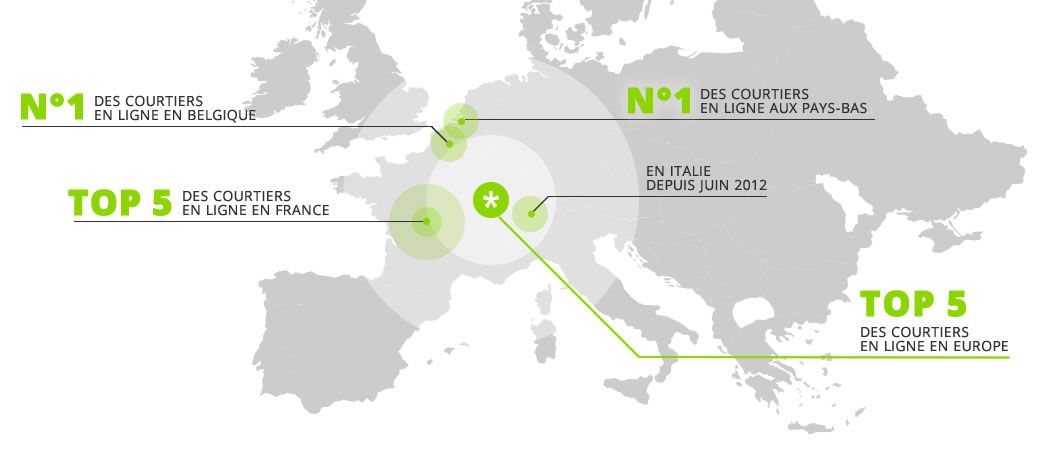 N°1 DES COURTIERS
EN LIGNE EN BELGIQUE
N°1 DES COURTIERS
EN LIGNE AUX PAYS-BAS
EN ITALIE
DEPUIS JUIN 2012
TOP 5 DES COURTIERS
EN LIGNE EN FRANCE
*
TOP 5
DES COURTIERS
EN LIGNE EN EUROPE